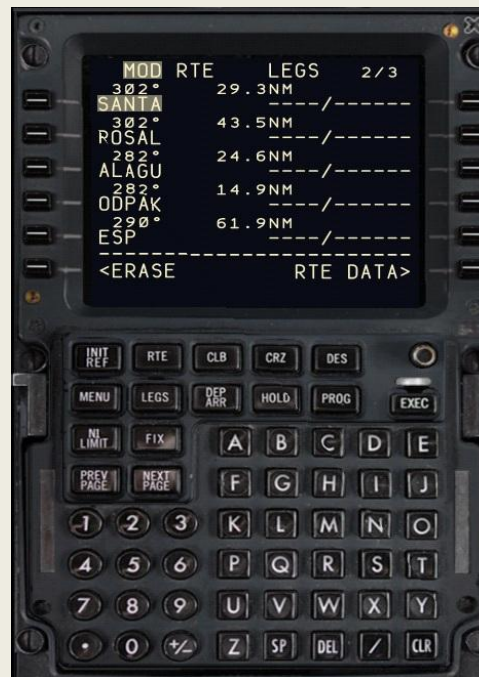 MOD RTE LEGS 2/3
302° 29.3NM
SANTA ----/------
302° 43.5NM
ROSAL ----/------
282° 24.6NM
ALAGU ----/------
282° 14.9NM
ODPAK ----/------
290° 61.9NM
ESP ----/------
------------------------
<ERASE RTE DATA>
INIT REF RTE CLB CRZ DES
MENU LEGS DEP ARR HOLD PROG EXEC
N1 LIMIT FIX A B C D E
PREV PAGE NEXT PAGE F G H I J
1 2 3 K L M N O
4 5 6 P Q R S T
7 8 9 U V W X Y
. 0 +/- Z SP DEL / CLR